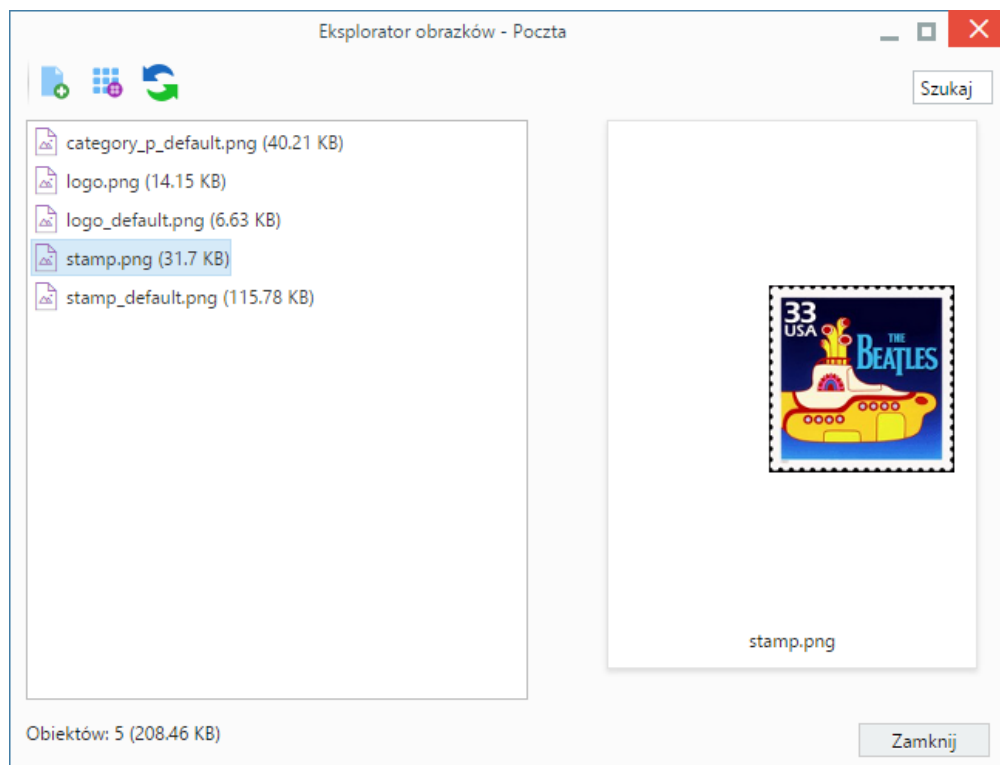 Eksplorator obrazków - Poczta
Szukaj
category_p_default.png (40.21 KB)
logo.png (14.15 KB)
logo_default.png (6.63 KB)
stamp.png (31.7 KB)
stamp_default.png (115.78 KB)
33
USA
THE
BEATLES
stamp.png
Obiektów: 5 (208.46 KB)
Zamknij